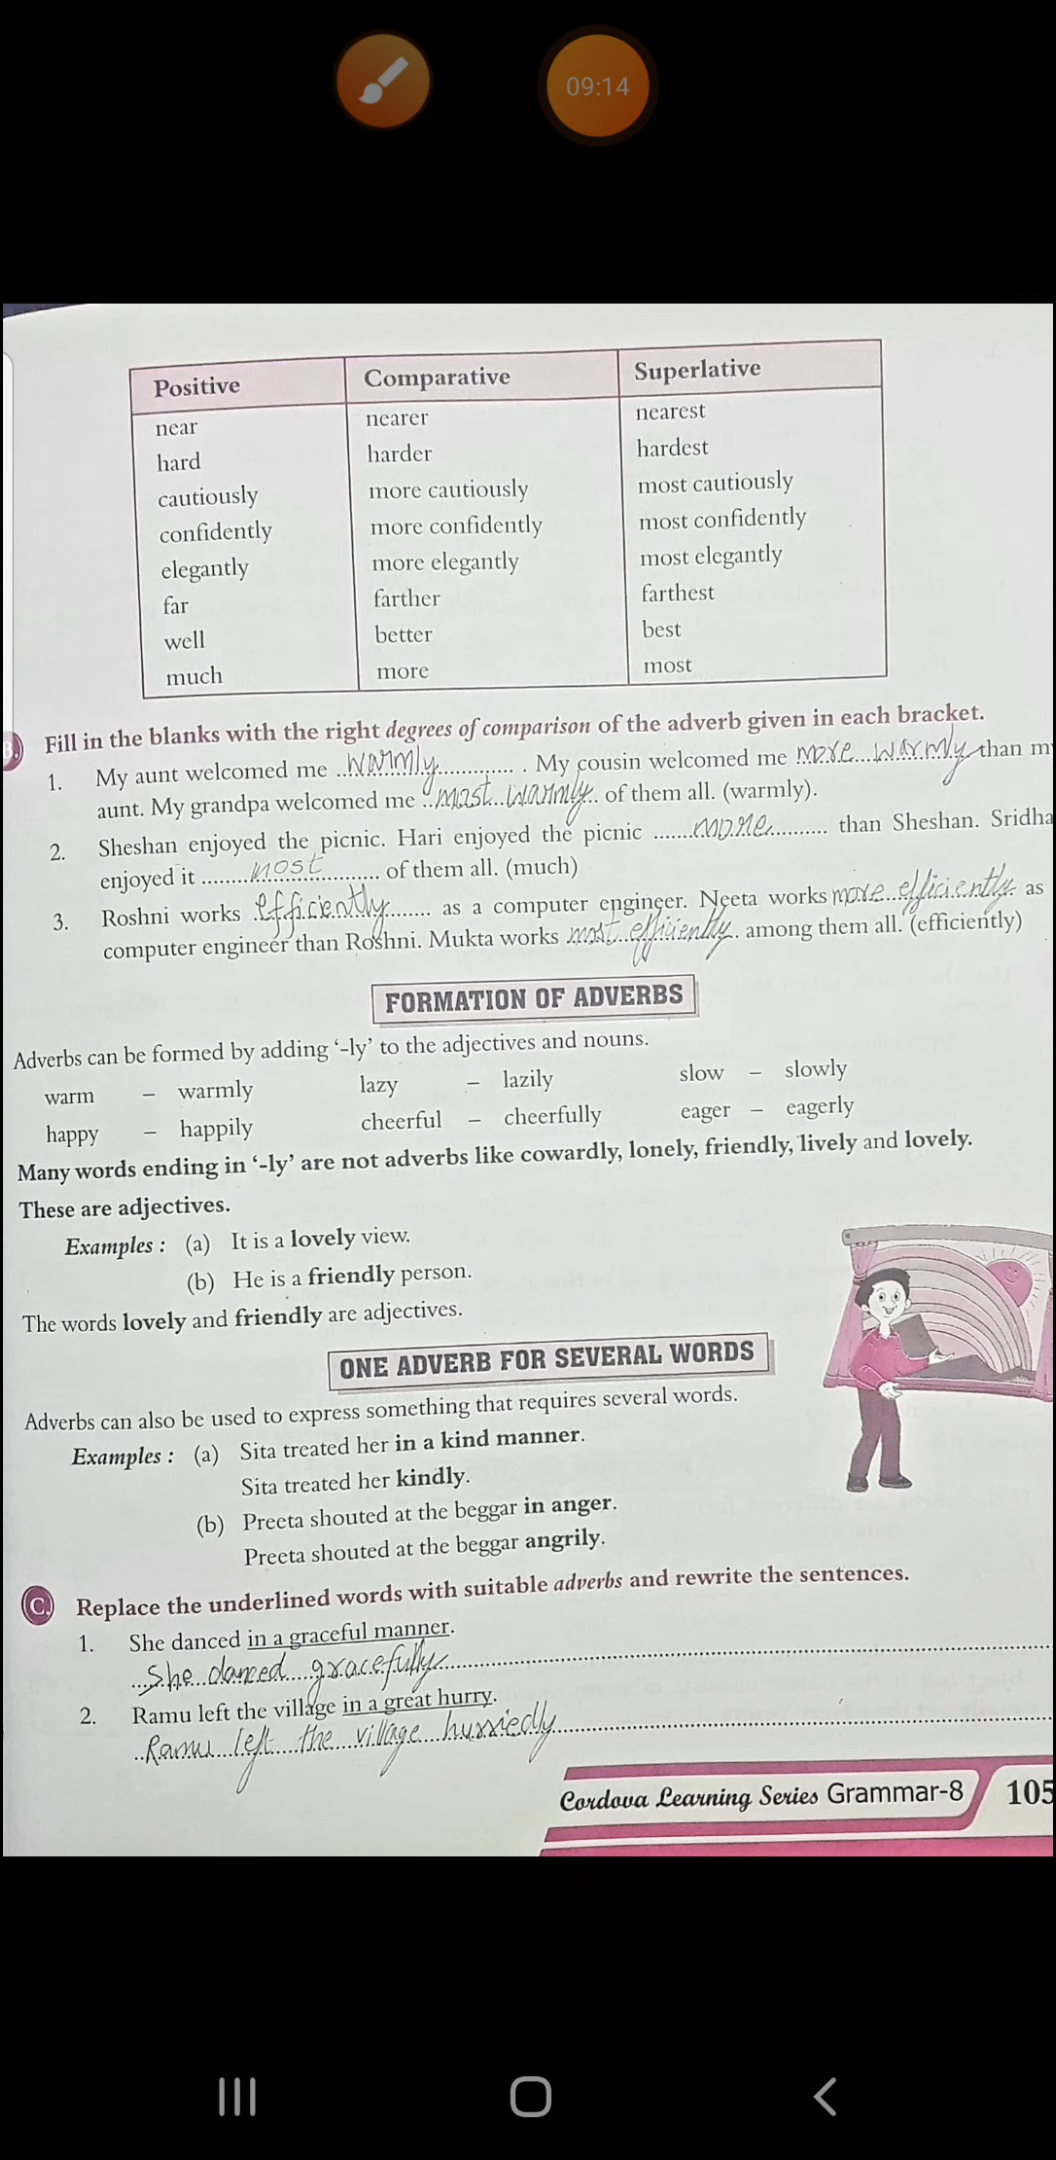 09:14
Positive Comparative Superlative
near nearer nearest
hard harder hardest
cautiously more cautiously most cautiously
confidently more confidently most confidently
elegantly more elegantly most elegantly
far farther farthest
well better best
much more most
Fill in the blanks with the right degrees of comparison of the adverb given in each bracket.
1. My aunt welcomed me warmly. My cousin welcomed me more warmly than
aunt. My grandpa welcomed me most warmly of them all. (warmly).
2. Sheshan enjoyed the picnic. Hari enjoyed the picnic more than Sheshan. Sridha
enjoyed it most of them all. (much)
3. Roshni works efficiently as a computer engineer. Neeta works more efficiently as
computer engineer than Roshni. Mukta works most efficiently among them all. (efficiently)
FORMATION OF ADVERBS
Adverbs can be formed by adding ‘-ly’ to the adjectives and nouns.
warm – warmly lazy – lazily slow – slowly
happy – happily cheerful – cheerfully eager – eagerly
Many words ending in ‘-ly’ are not adverbs like cowardly, lonely, friendly, lively and lovely.
These are adjectives.
Examples : (a) It is a lovely view.
(b) He is a friendly person.
The words lovely and friendly are adjectives.
ONE ADVERB FOR SEVERAL WORDS
Adverbs can also be used to express something that requires several words.
Examples : (a) Sita treated her in a kind manner.
Sita treated her kindly.
(b) Preeta shouted at the beggar in anger.
Preeta shouted at the beggar angrily.
C. Replace the underlined words with suitable adverbs and rewrite the sentences.
1. She danced in a graceful manner.
She danced gracefully
2. Ramu left the village in a great hurry.
Ramu left the village hurriedly
Cordova Learning Series Grammar-8 105